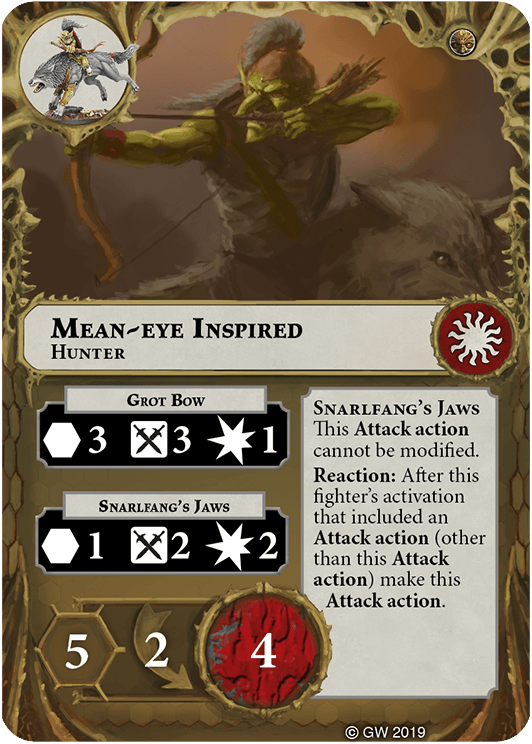 Mean-eye Inspired
Hunter
Grot Bow
3 3 1
Snarlfang's Jaws
1 2 2
5 2 4
Snarlfang's Jaws
This Attack action
cannot be modified.
Reaction: After this
fighter's activation
that included an
Attack action (other
than this Attack
action) make this
Attack action.
© GW 2019